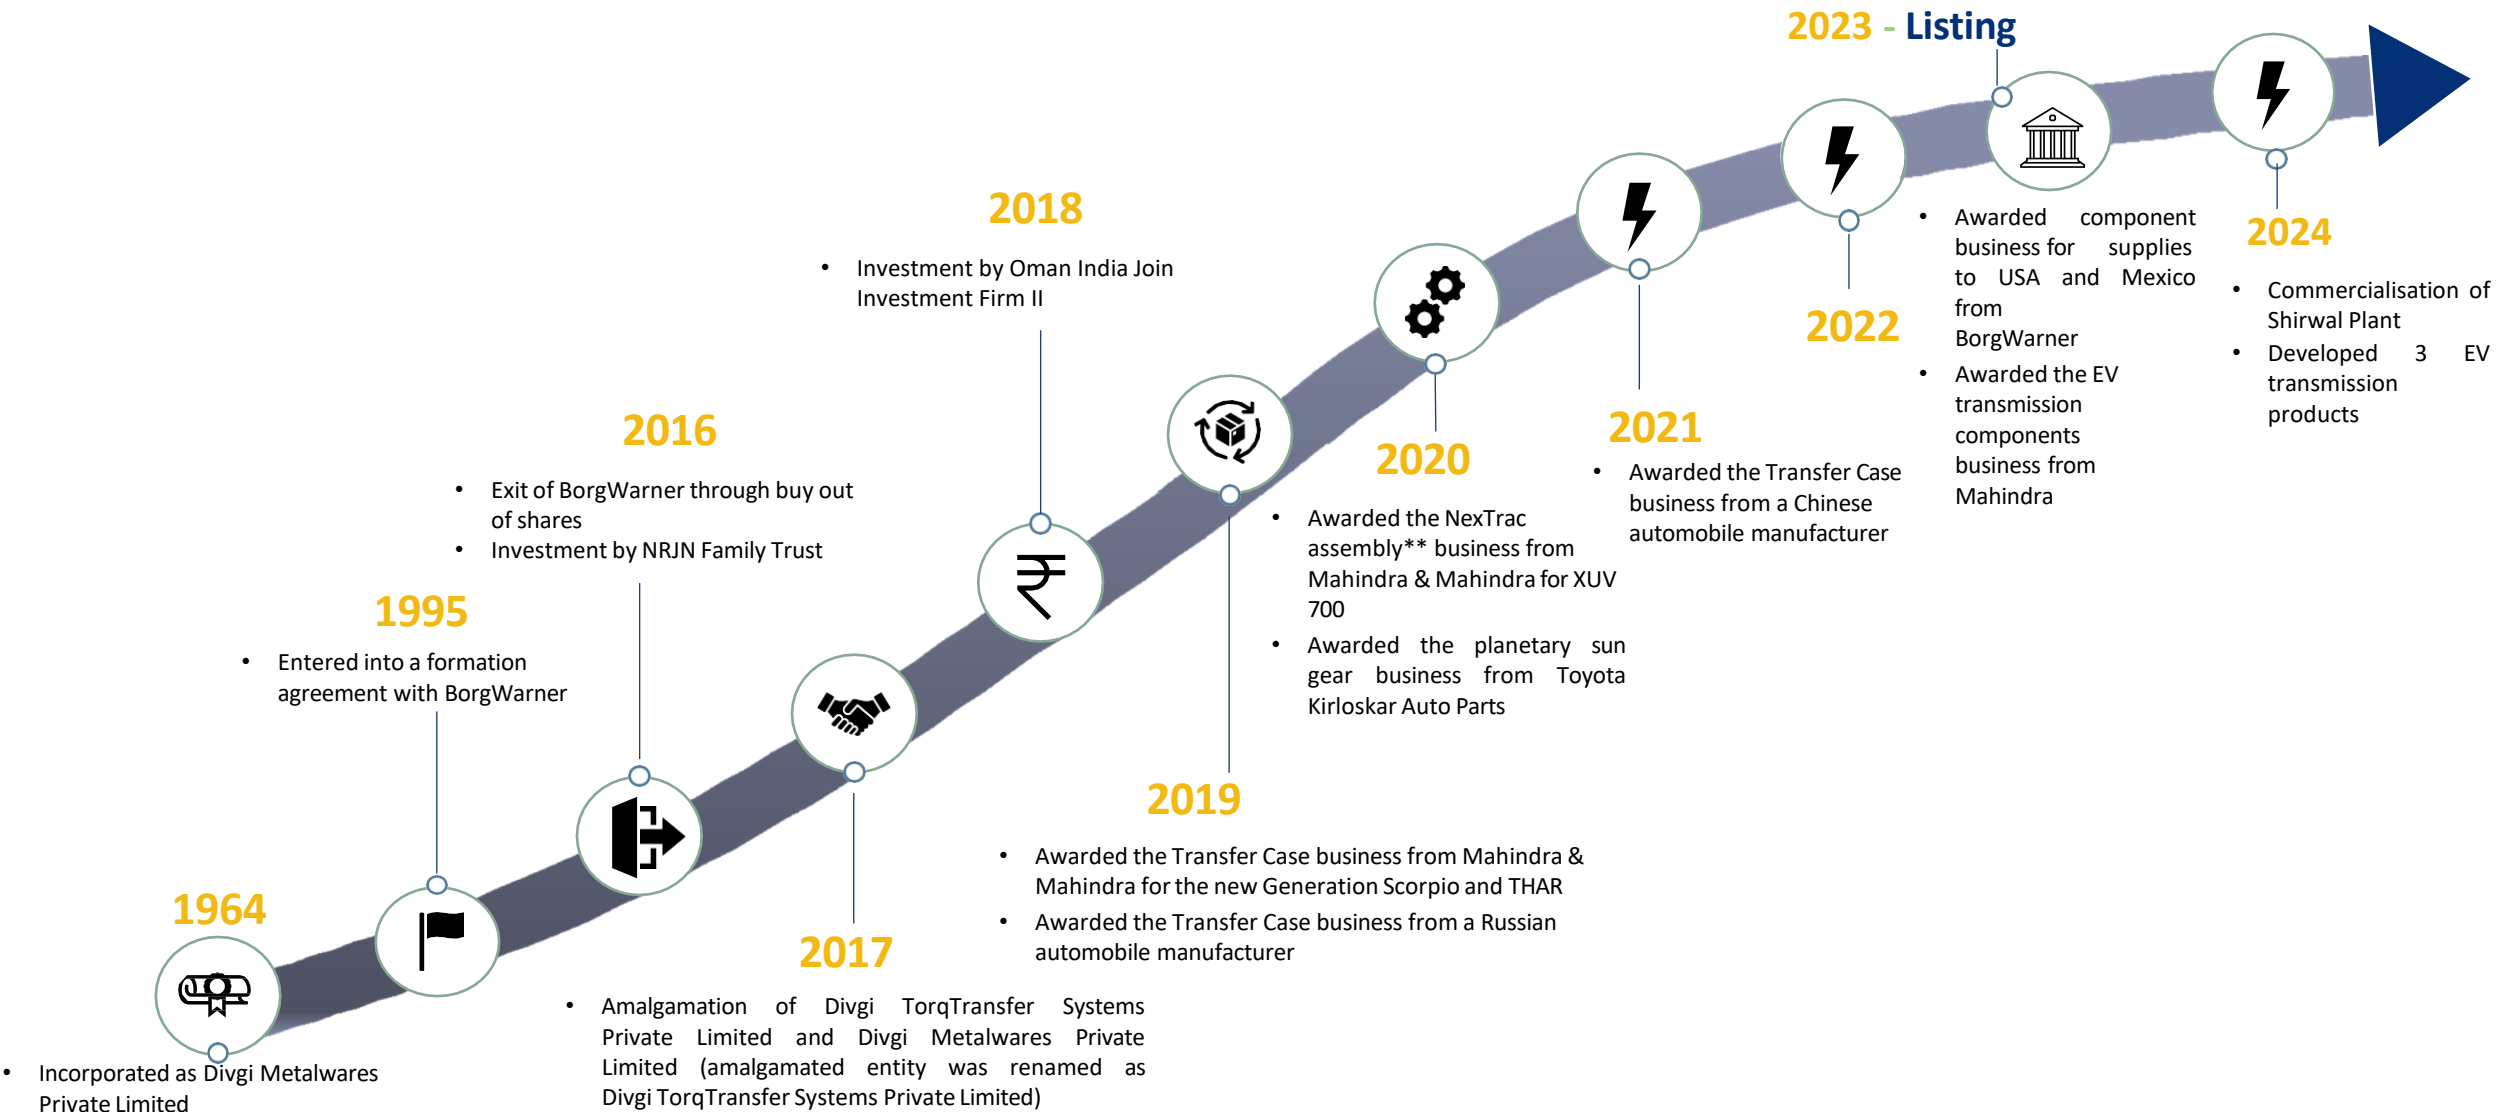 1964
• Incorporated as Divgi Metalwares
Private Limited
1995
• Entered into a formation
agreement with BorgWarner
2016
• Exit of BorgWarner through buy out
of shares
• Investment by NRJN Family Trust
2017
• Amalgamation of Divgi TorqTransfer Systems
Private Limited and Divgi Metalwares Private
Limited (amalgamated entity was renamed as
Divgi TorqTransfer Systems Private Limited)
2018
• Investment by Oman India Join
Investment Firm II
₹
2019
• Awarded the Transfer Case business from Mahindra &
Mahindra for the new Generation Scorpio and THAR
• Awarded the Transfer Case business from a Russian
automobile manufacturer
2020
• Awarded the NexTrac
assembly** business from
Mahindra & Mahindra for XUV
700
• Awarded the planetary sun
gear business from Toyota
Kirloskar Auto Parts
2021
• Awarded the Transfer Case
business from a Chinese
automobile manufacturer
2022
2023 - Listing
• Awarded component
business for supplies
to USA and Mexico
from
BorgWarner
• Awarded the EV
transmission
components
business from
Mahindra
2024
• Commercialisation of
Shirwal Plant
• Developed 3 EV
transmission
products